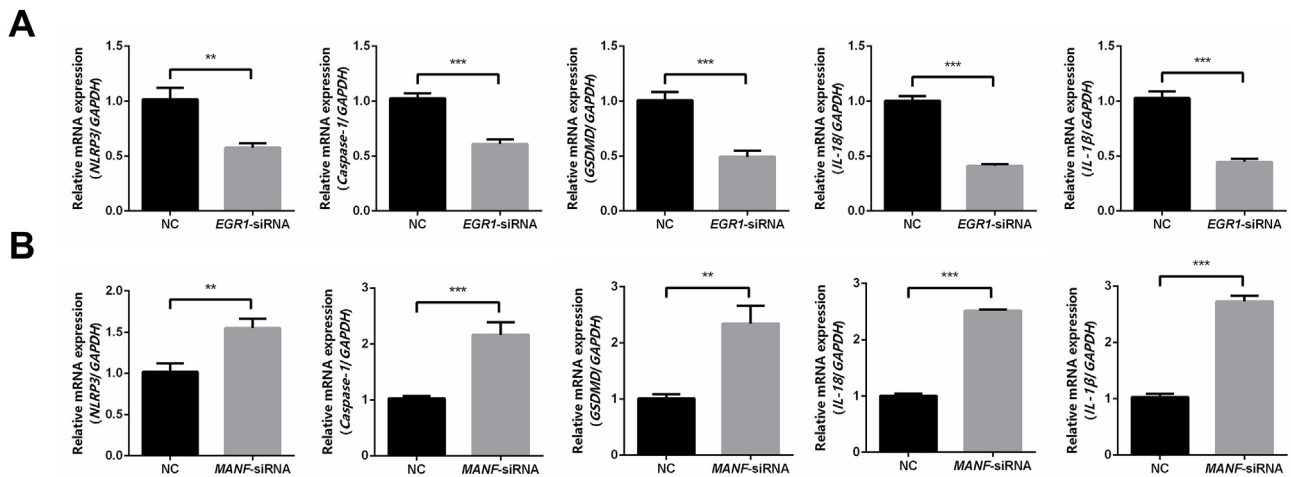 A
Relative mRNA expression
(NLRP3/GAPDH)
1.5
1.0
0.5
0.0
**
NC
EGR1-siRNA
Relative mRNA expression
(Caspase-1/GAPDH)
1.5
1.0
0.5
0.0
***
NC
EGR1-siRNA
Relative mRNA expression
(GSDMD/GAPDH)
1.5
1.0
0.5
0.0
***
NC
EGR1-siRNA
Relative mRNA expression
(IL-18/GAPDH)
1.5
1.0
0.5
0.0
***
NC
EGR1-siRNA
Relative mRNA expression
(IL-1β/GAPDH)
1.5
1.0
0.5
0.0
***
NC
EGR1-siRNA
B
Relative mRNA expression
(NLRP3/GAPDH)
2.0
1.5
1.0
0.5
0.0
**
NC
MANF-siRNA
Relative mRNA expression
(Caspase-1/GAPDH)
3
2
1
0
***
NC
MANF-siRNA
Relative mRNA expression
(GSDMD/GAPDH)
3
2
1
0
**
NC
MANF-siRNA
Relative mRNA expression
(IL-18/GAPDH)
3
2
1
0
***
NC
MANF-siRNA
Relative mRNA expression
(IL-1β/GAPDH)
3
2
1
0
***
NC
MANF-siRNA